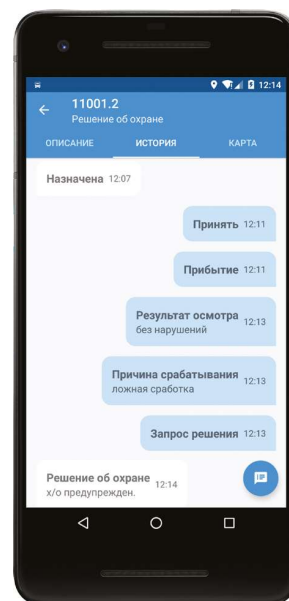 12:14
11001.2
Решение об охране
ОПИСАНИЕ ИСТОРИЯ КАРТА
Назначена 12:07
Принять 12:11
Прибытие 12:11
Результат осмотра 12:13
без нарушений
Причина срабатывания 12:13
ложная сработка
Запрос решения 12:13
Решение об охране 12:14
х/о предупрежден.